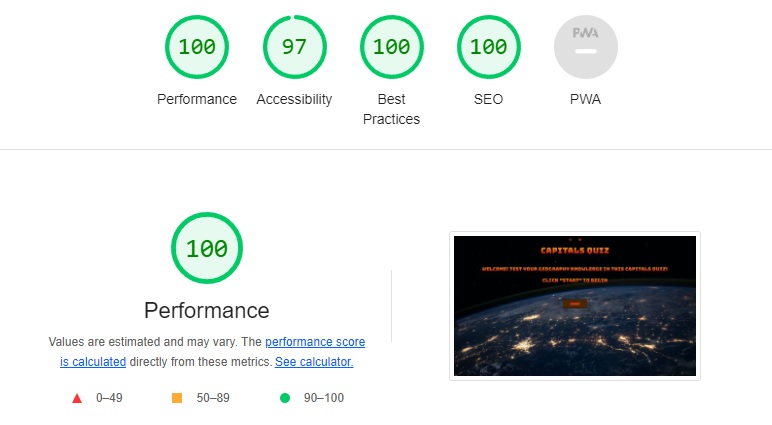 100
97
100
100
PWA
Performance
Accessibility
Best
Practices
SEO
PWA
100
Performance
Values are estimated and may vary. The performance score
is calculated directly from these metrics. See calculator.
0–49
50–89
90–100
CAPITALS QUIZ
WELCOME! TEST YOUR GEOGRAPHY KNOWLEDGE IN THIS CAPITALS QUIZ!
CLICK "START" TO BEGIN